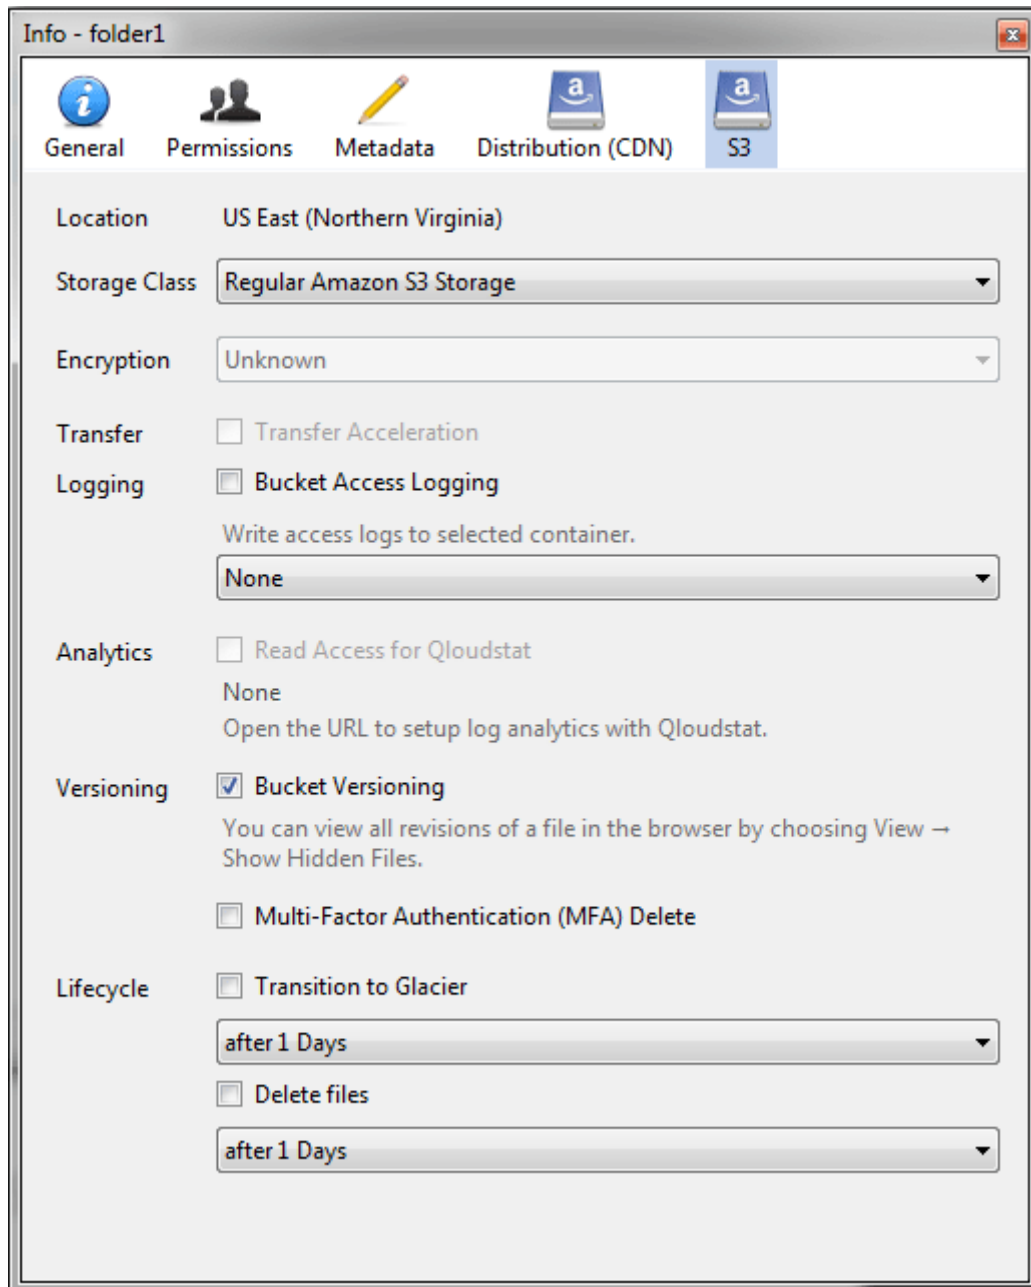 Info - folder1
General Permissions Metadata Distribution (CDN) S3
Location US East (Northern Virginia)
Storage Class Regular Amazon S3 Storage
Encryption Unknown
Transfer Transfer Acceleration
Logging Bucket Access Logging
Write access logs to selected container.
None
Analytics Read Access for Qloudstat
None
Open the URL to setup log analytics with Qloudstat.
Versioning Bucket Versioning
You can view all revisions of a file in the browser by choosing View →
Show Hidden Files.
Multi-Factor Authentication (MFA) Delete
Lifecycle Transition to Glacier
after 1 Days
Delete files
after 1 Days